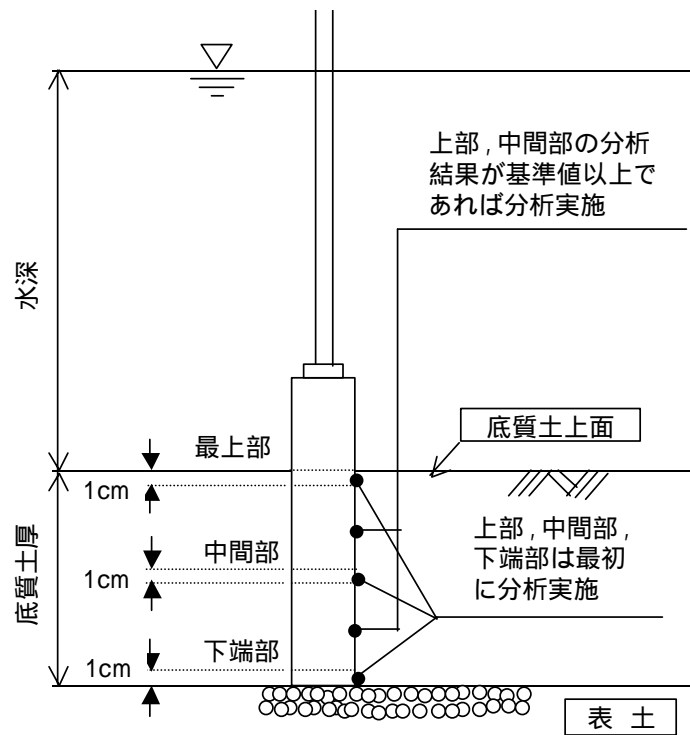 上部，中間部の分析
結果が基準値以上で
あれば分析実施
水深
底質土上面
最上部
1cm
上部，中間部，
下端部は最初
に分析実施
中間部
1cm
底質土厚
下端部
1cm
表 土